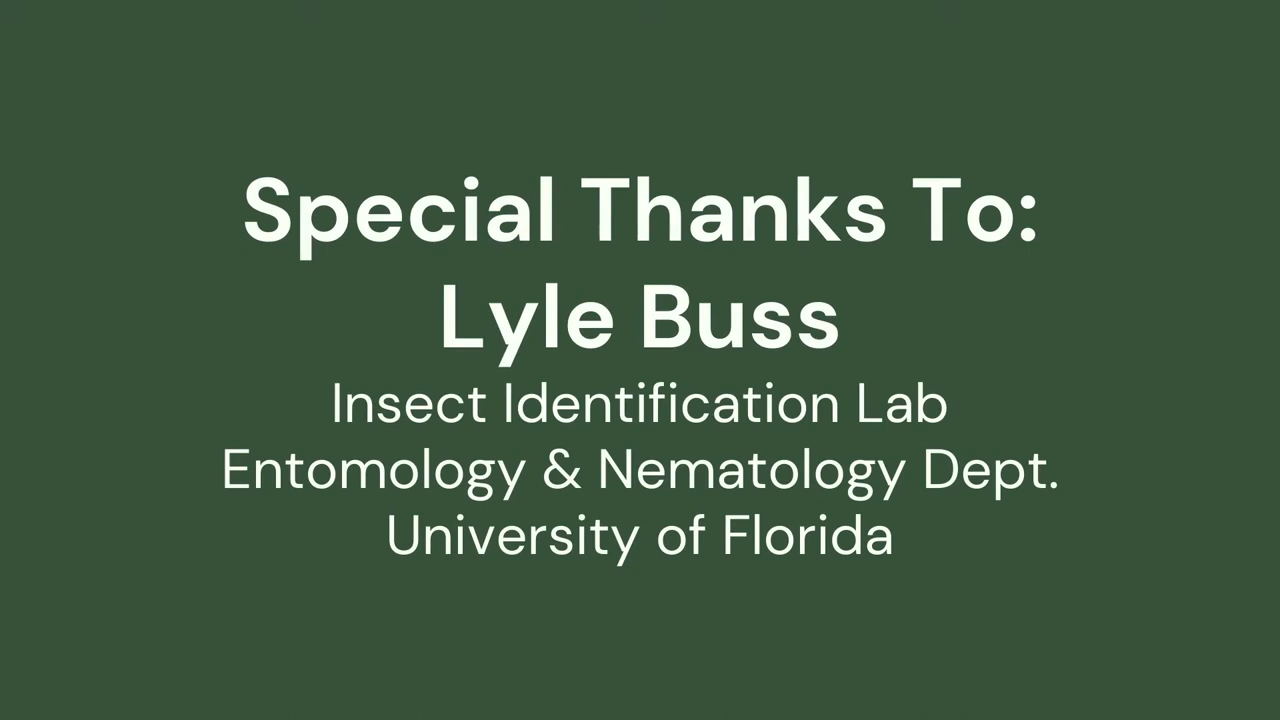 Special Thanks To:
Lyle Buss
Insect Identification Lab
Entomology & Nematology Dept.
University of Florida